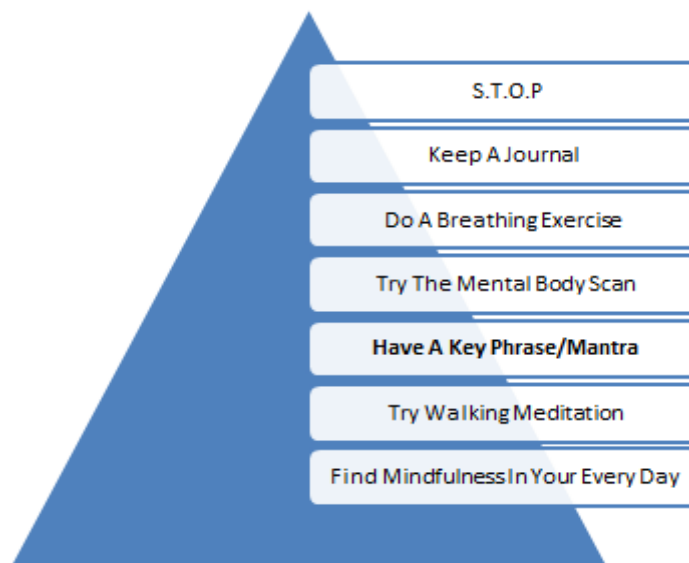 S.T.O.P
Keep A Journal
Do A Breathing Exercise
Try The Mental Body Scan
Have A Key Phrase/Mantra
Try Walking Meditation
Find Mindfulness In Your Every Day